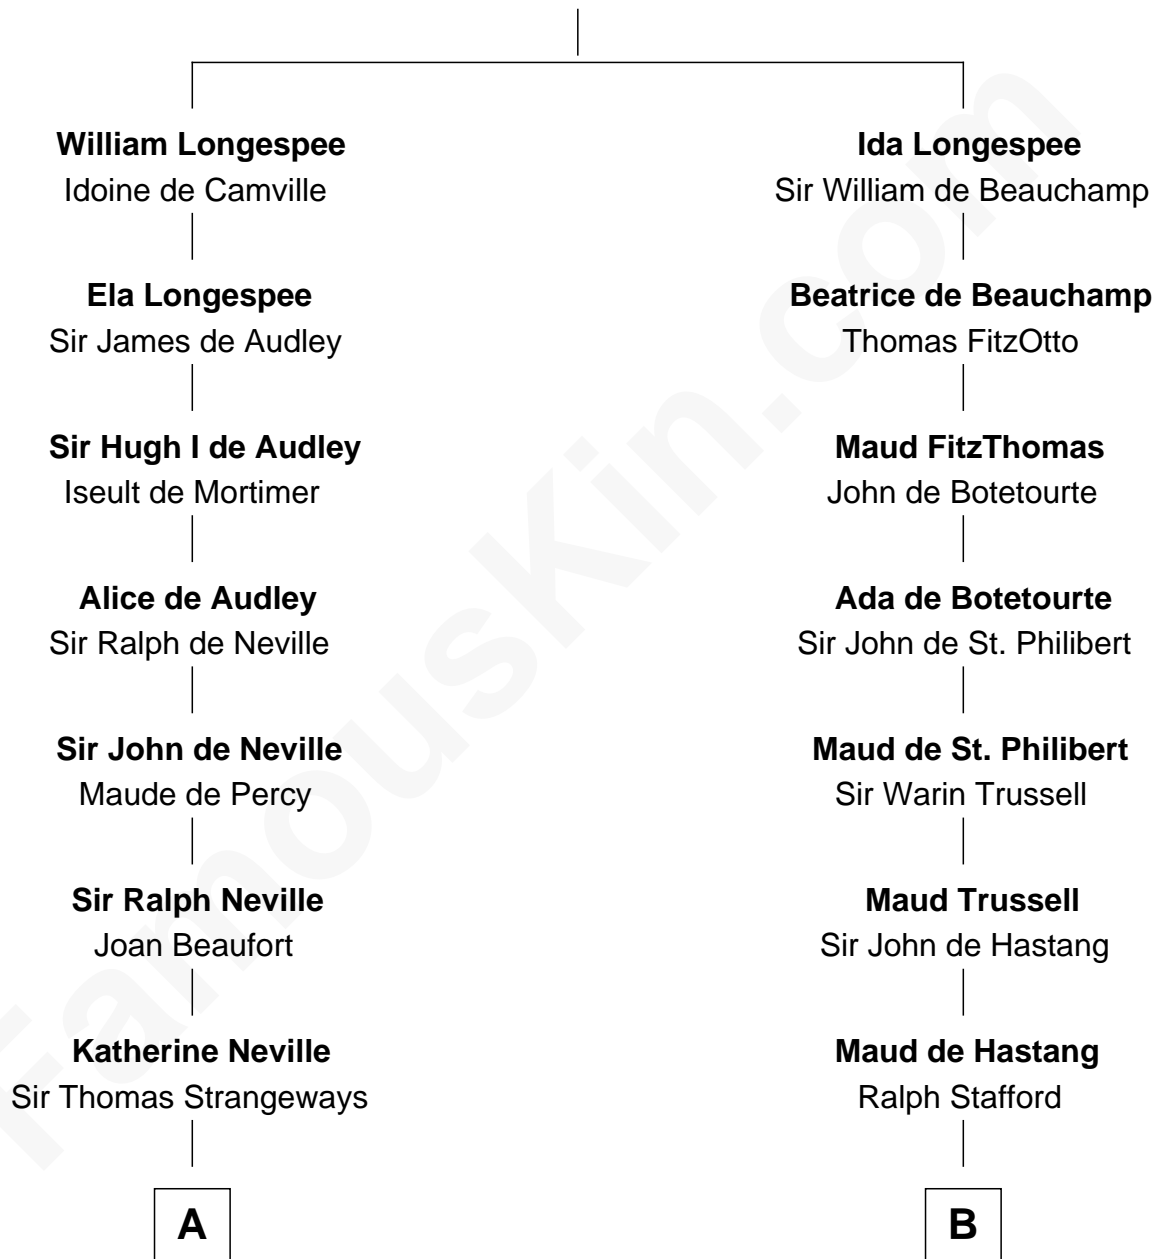 William Longespee
Idoine de Camville
Ida Longespee
Sir William de Beauchamp
Ela Longespee
Sir James de Audley
Beatrice de Beauchamp
Thomas FitzOtto
Sir Hugh I de Audley
Iseult de Mortimer
Maud FitzThomas
John de Botetourte
Alice de Audley
Sir Ralph de Neville
Ada de Botetourte
Sir John de St. Philibert
Sir John de Neville
Maude de Percy
Maud de St. Philibert
Sir Warin Trussell
Sir Ralph Neville
Joan Beaufort
Maud Trussell
Sir John de Hastang
Katherine Neville
Sir Thomas Strangeways
Maud de Hastang
Ralph Stafford
A
B
FamousKin.com